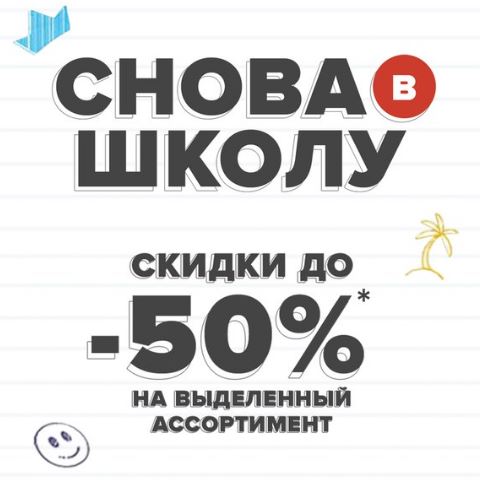 СНОВА В
ШКОЛУ
СКИДКИ ДО
-50%*
НА ВЫДЕЛЕННЫЙ
АССОРТИМЕНТ